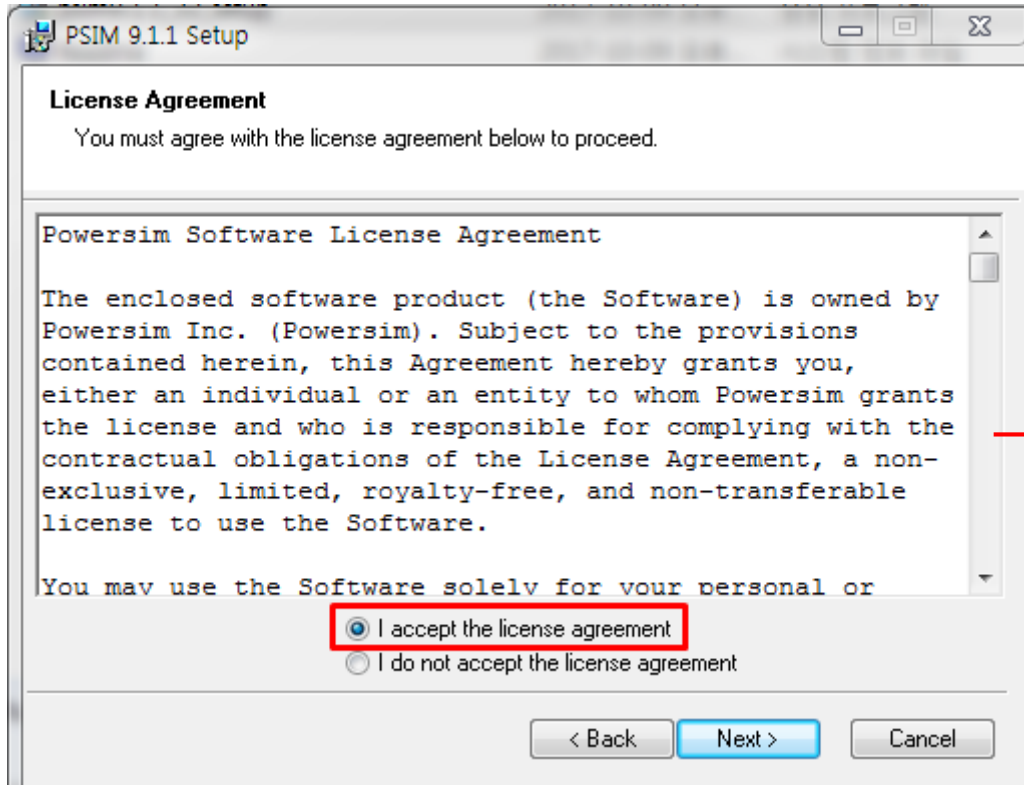 PSIM 9.1.1 Setup
License Agreement
You must agree with the license agreement below to proceed.
Powersim Software License Agreement
The enclosed software product (the Software) is owned by
Powersim Inc. (Powersim). Subject to the provisions
contained herein, this Agreement hereby grants you,
either an individual or an entity to whom Powersim grants
the license and who is responsible for complying with the
contractual obligations of the License Agreement, a non-
exclusive, limited, royalty-free, and non-transferable
license to use the Software.
You may use the Software solely for your personal or
I accept the license agreement
I do not accept the license agreement
< Back Next > Cancel